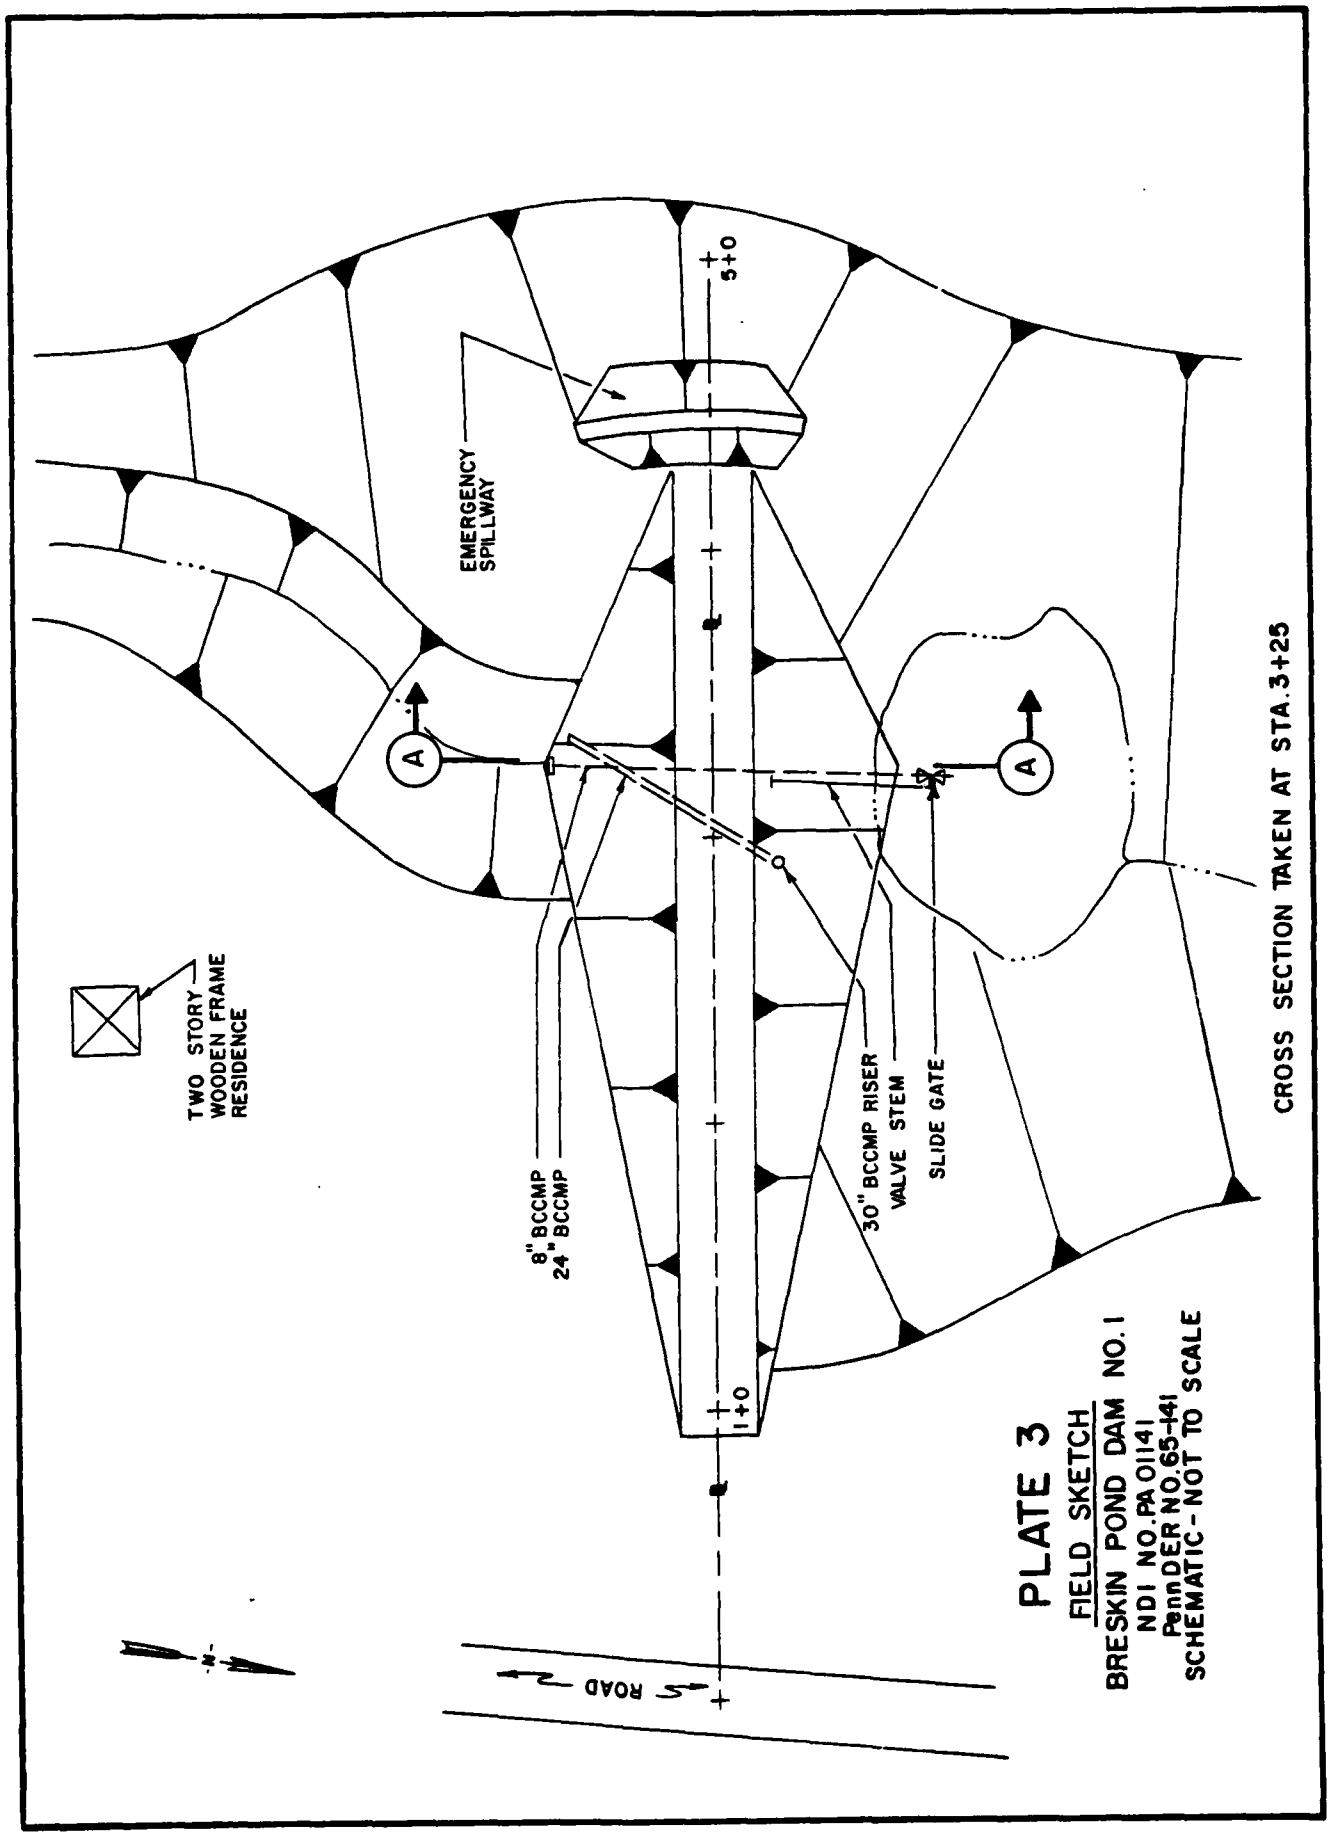 TWO STORY
WOODEN FRAME
RESIDENCE
EMERGENCY
SPILLWAY
8" BCCMP
24" BCCMP
A
A
5+0
1+0
30" BCCMP RISER
VALVE STEM
SLIDE GATE
ROAD
-N-
CROSS SECTION TAKEN AT STA. 3+25
PLATE 3
FIELD SKETCH
BRESKIN POND DAM NO. 1
NDI NO. PA 01141
PennDER NO. 65-141
SCHEMATIC - NOT TO SCALE